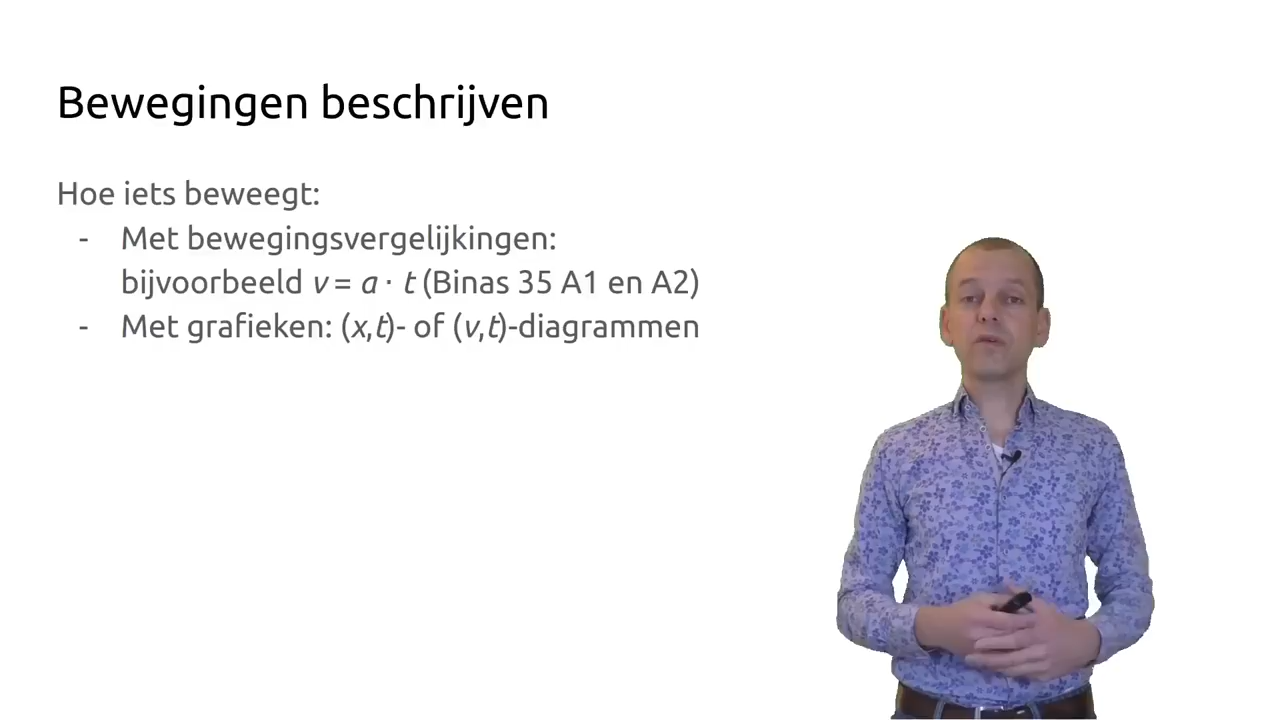 Bewegingen beschrijven
Hoe iets beweegt:
- Met bewegingsvergelijkingen:
bijvoorbeeld v = a · t (Binas 35 A1 en A2)
- Met grafieken: (x,t)- of (v,t)-diagrammen